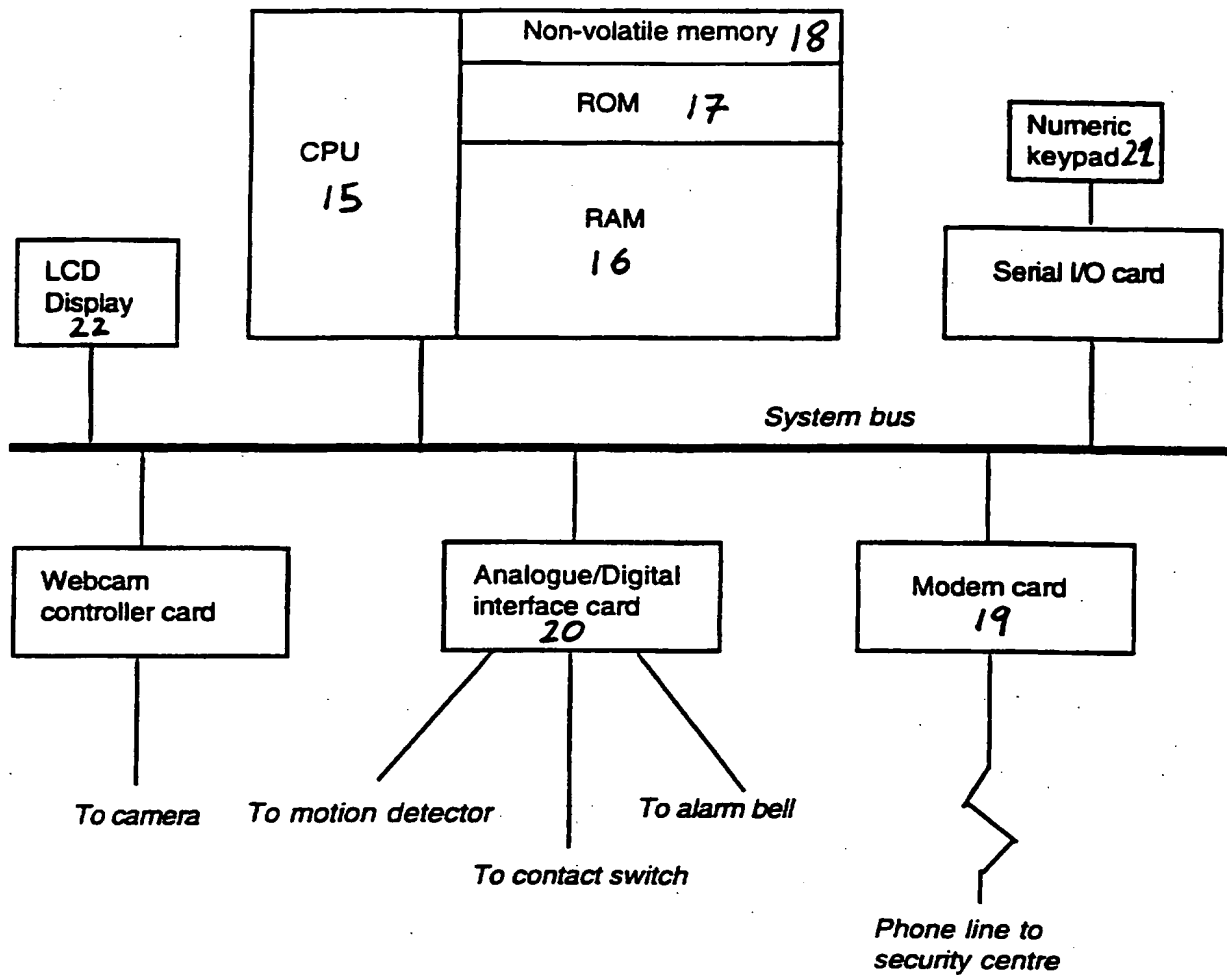 Non-volatile memory 18
ROM 17
CPU
15
RAM
16
Numeric
keypad 21
LCD
Display
22
Serial I/O card
System bus
Webcam
controller card
Analogue/Digital
interface card
20
Modem card
19
To camera
To motion detector
To alarm bell
To contact switch
Phone line to
security centre